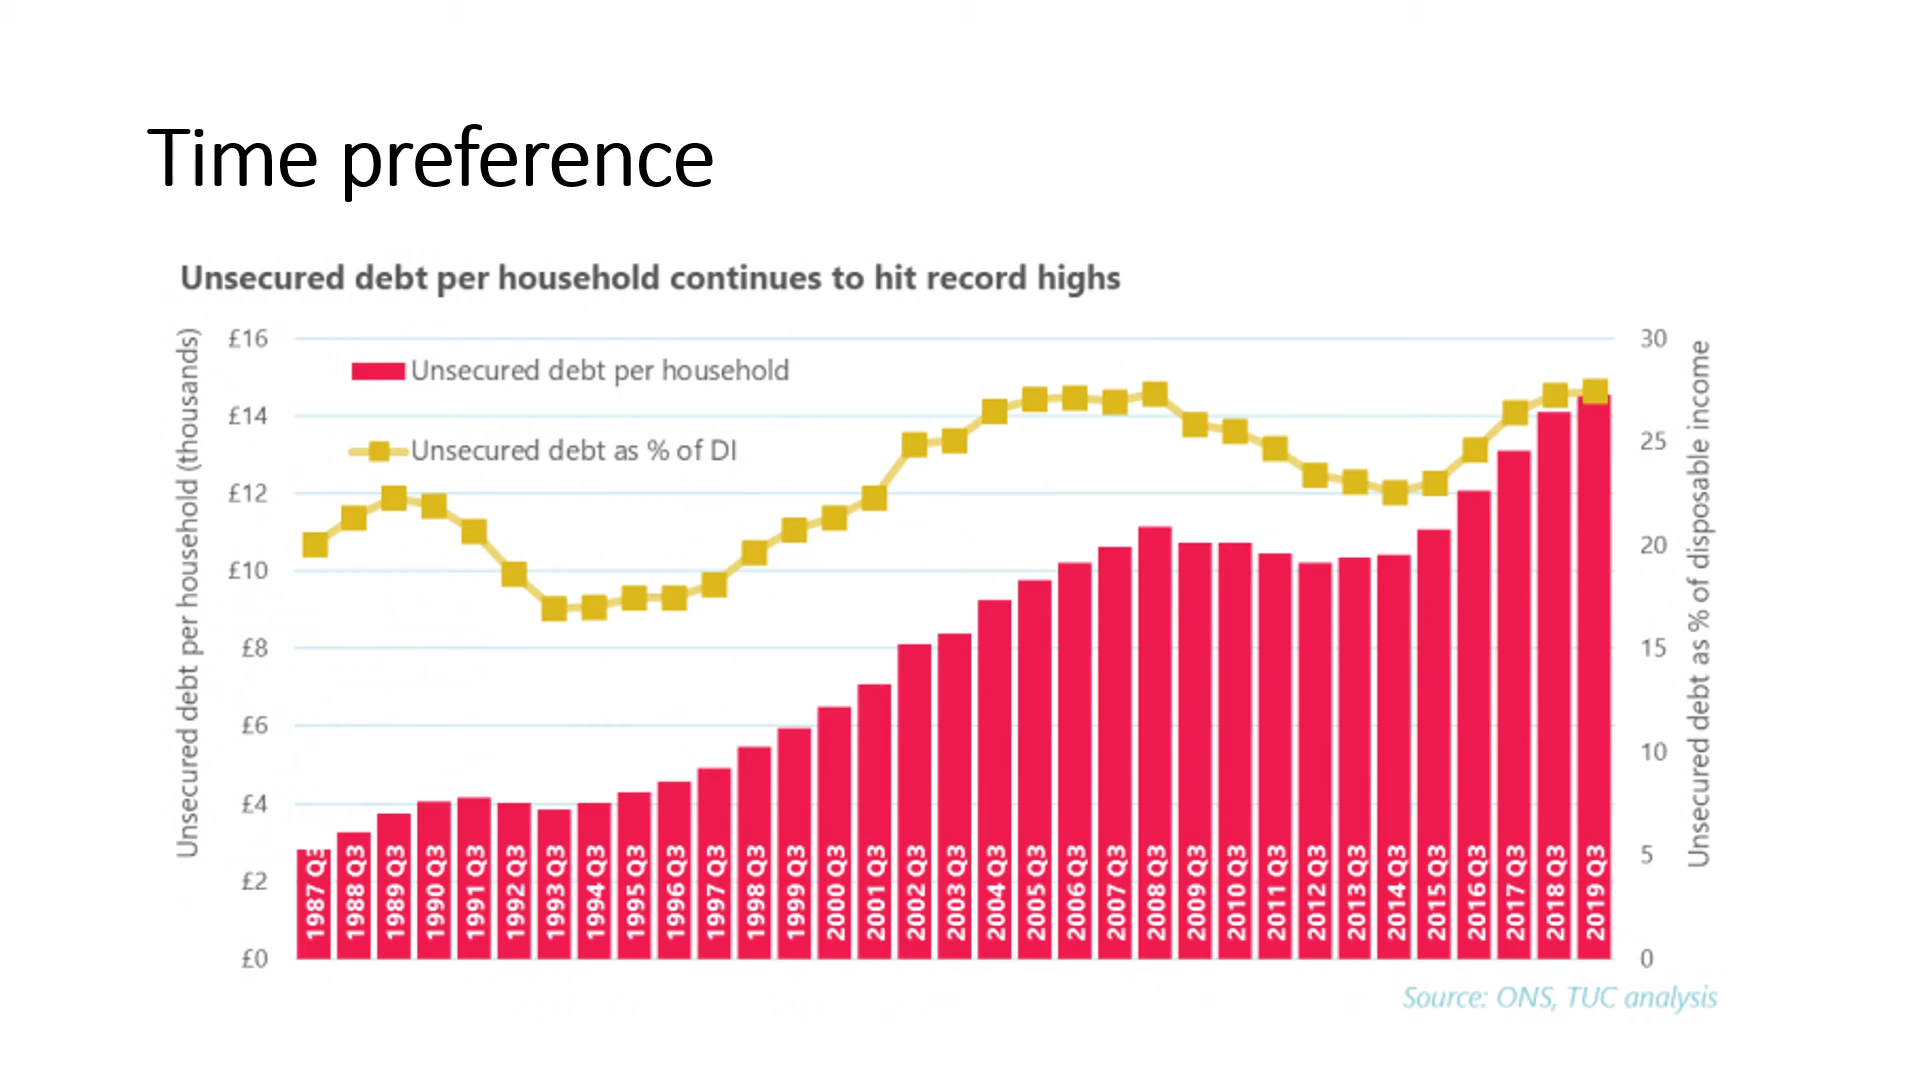 Time preference
Unsecured debt per household continues to hit record highs
Unsecured debt per household (thousands)
£16
£14
£12
£10
£8
£6
£4
£2
£0
Unsecured debt per household
Unsecured debt as % of DI
1987 Q3
1988 Q3
1989 Q3
1990 Q3
1991 Q3
1992 Q3
1993 Q3
1994 Q3
1995 Q3
1996 Q3
1997 Q3
1998 Q3
1999 Q3
2000 Q3
2001 Q3
2002 Q3
2003 Q3
2004 Q3
2005 Q3
2006 Q3
2007 Q3
2008 Q3
2009 Q3
2010 Q3
2011 Q3
2012 Q3
2013 Q3
2014 Q3
2015 Q3
2016 Q3
2017 Q3
2018 Q3
2019 Q3
30
25
20
15
10
5
0
Unsecured debt as % of disposable income
Source: ONS, TUC analysis